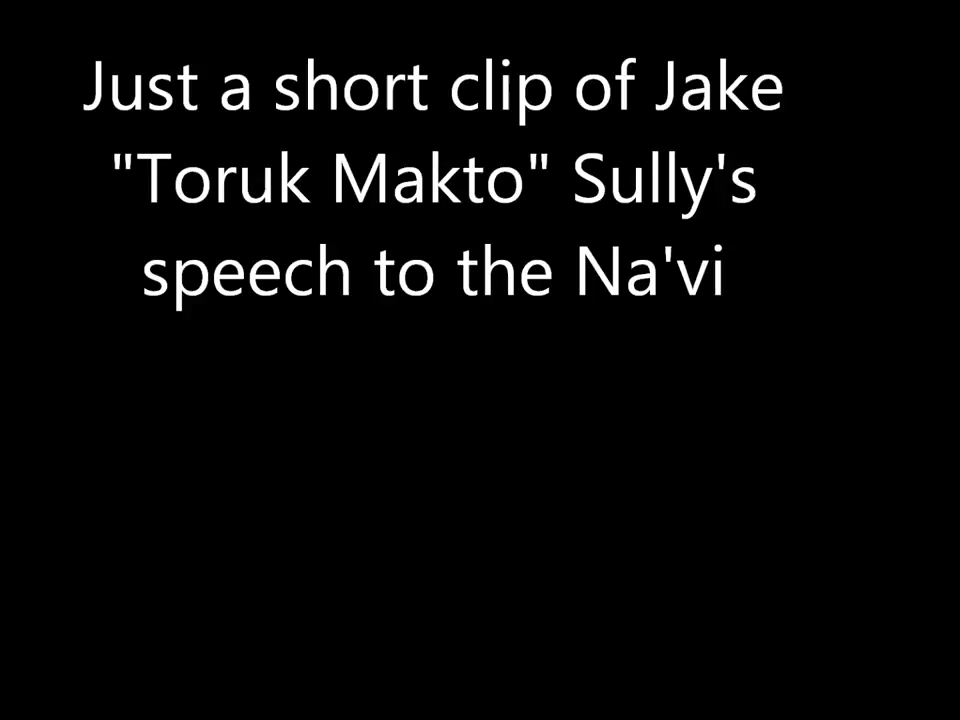 Just a short clip of Jake
"Toruk Makto" Sully's
speech to the Na'vi